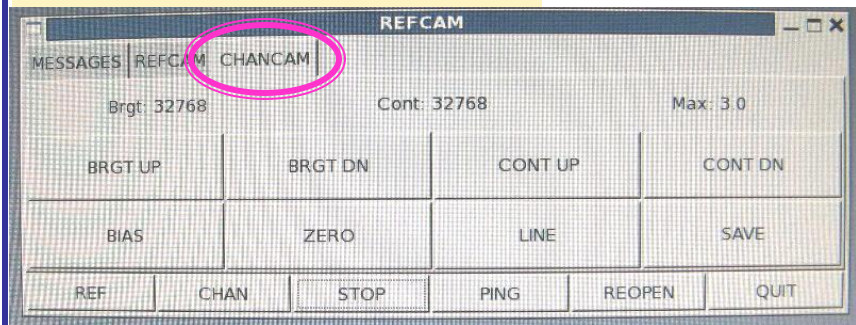 REFCAM
MESSAGES REFCAM CHANCAM
Brgt: 32768 Cont: 32768 Max: 3.0
BRGT UP BRGT DN CONT UP CONT DN
BIAS ZERO LINE SAVE
REF CHAN STOP PING REOPEN QUIT